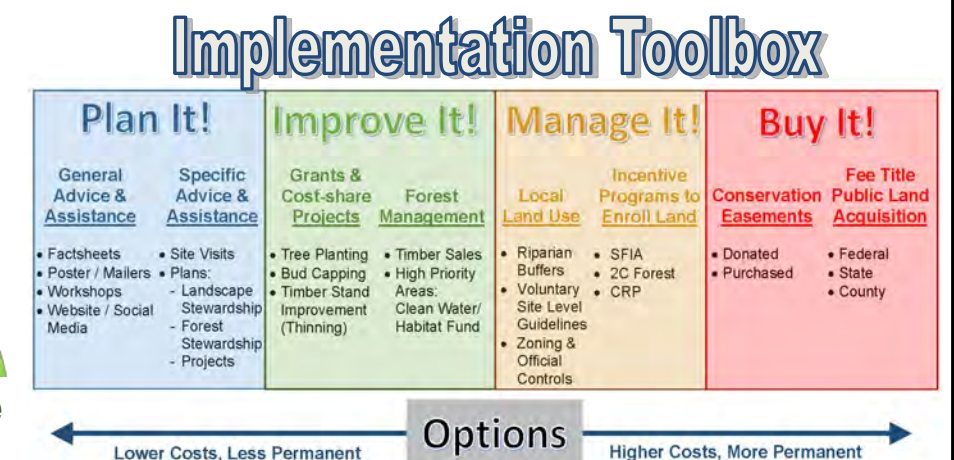 Implementation Toolbox
Plan It!
General
Advice &
Assistance
• Factsheets
• Poster / Mailers
• Workshops
• Website / Social
Media
Specific
Advice &
Assistance
• Site Visits
• Plans:
- Landscape
Stewardship
- Forest
Stewardship
- Projects
Improve It!
Grants &
Cost-share
Projects
• Tree Planting
• Bud Capping
• Timber Stand
Improvement
(Thinning)
Forest
Management
• Timber Sales
• High Priority
Areas:
Clean Water/
Habitat Fund
Manage It!
Local
Land Use
• Riparian
Buffers
• Voluntary
Site Level
Guidelines
• Zoning &
Official
Controls
Incentive
Programs to
Enroll Land
• SFIA
• 2C Forest
• CRP
Buy It!
Conservation
Easements
• Donated
• Purchased
Fee Title
Public Land
Acquisition
• Federal
• State
• County
Options
Lower Costs, Less Permanent
Higher Costs, More Permanent